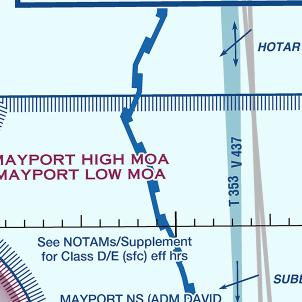 HOTAR
MAYPORT HIGH MOA
MAYPORT LOW MOA
T 353 V 437
See NOTAMs/Supplement
for Class D/E (sfc) eff hrs
SUBE
MAYPORT NS (ADM DAVID